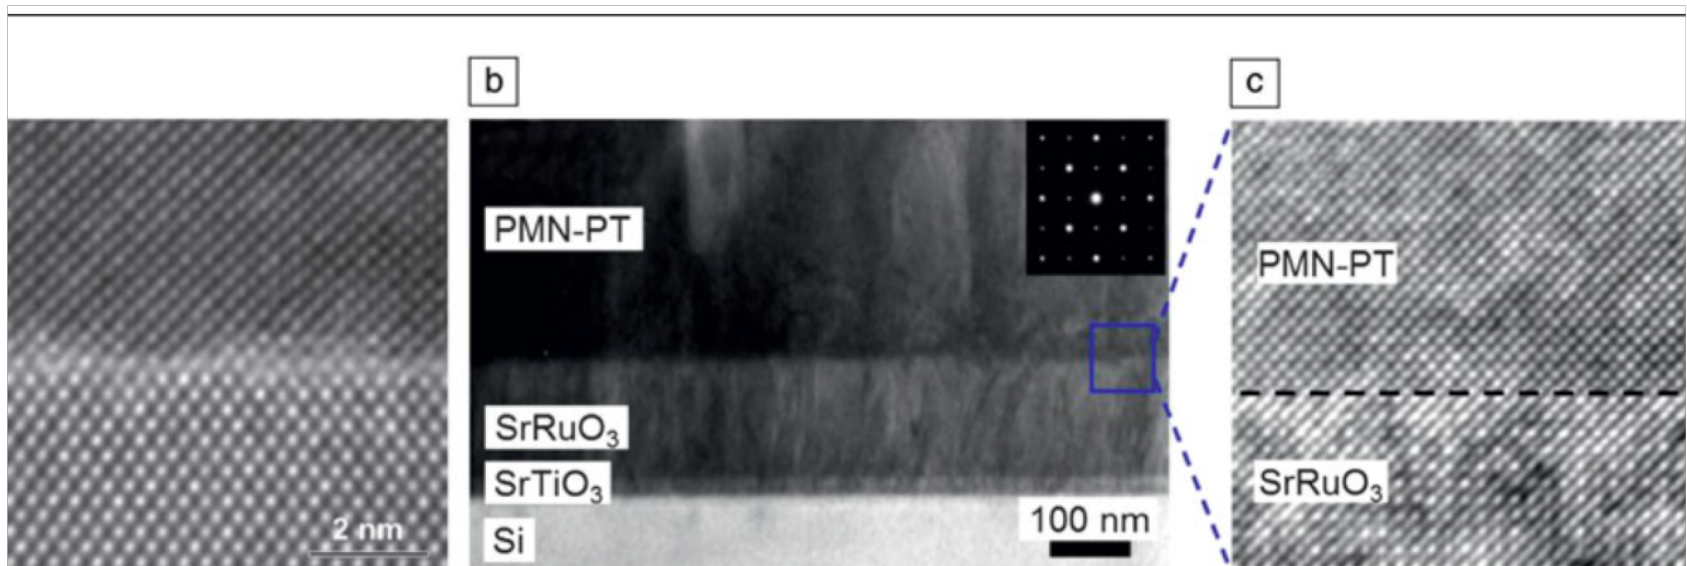 2 nm
b
PMN-PT
SrRuO₃
SrTiO₃
Si
100 nm
c
PMN-PT
SrRuO₃